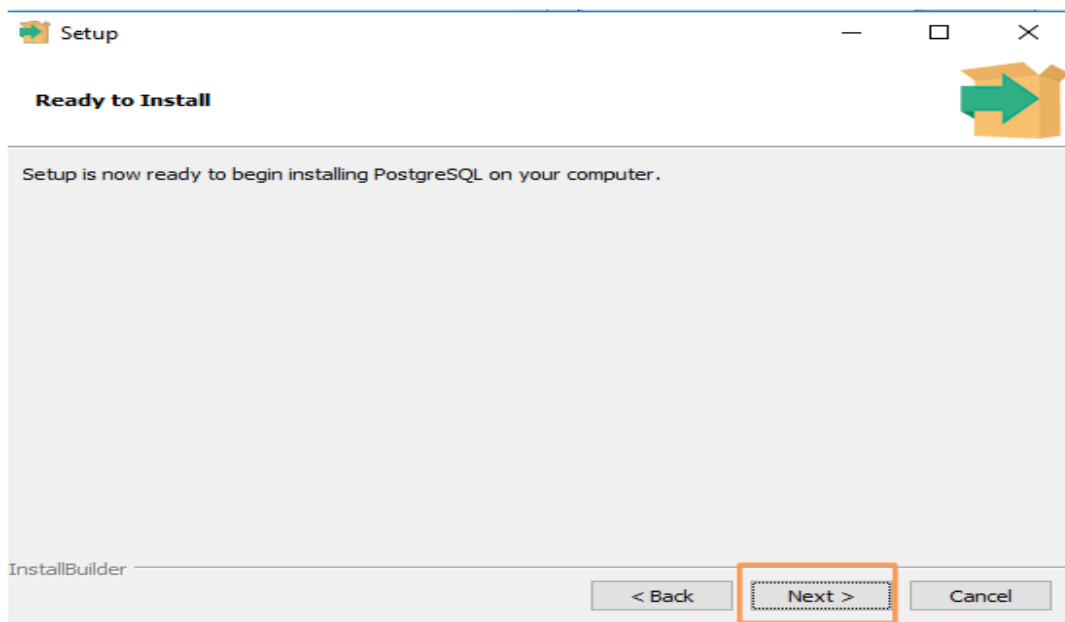 Setup
Ready to Install
Setup is now ready to begin installing PostgreSQL on your computer.
InstallBuilder
< Back Next > Cancel